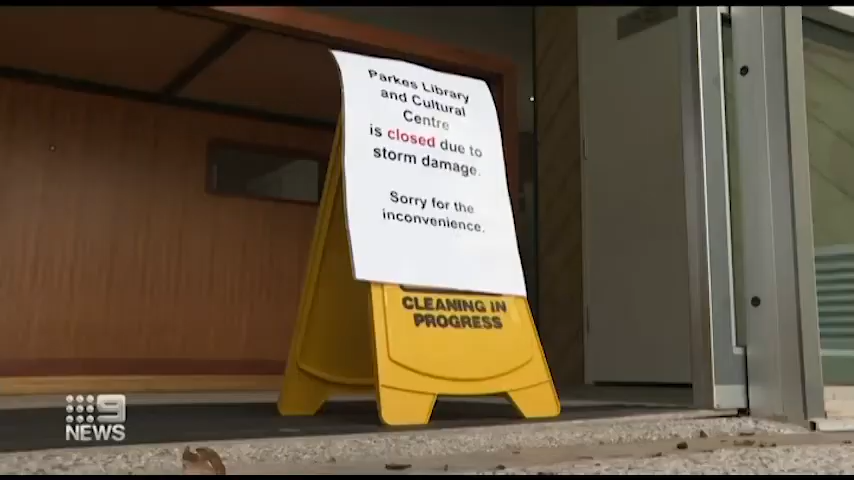 Parkes Library
and Cultural
Centre
is closed due to
storm damage.
Sorry for the
inconvenience.
CLEANING IN
PROGRESS
9
NEWS